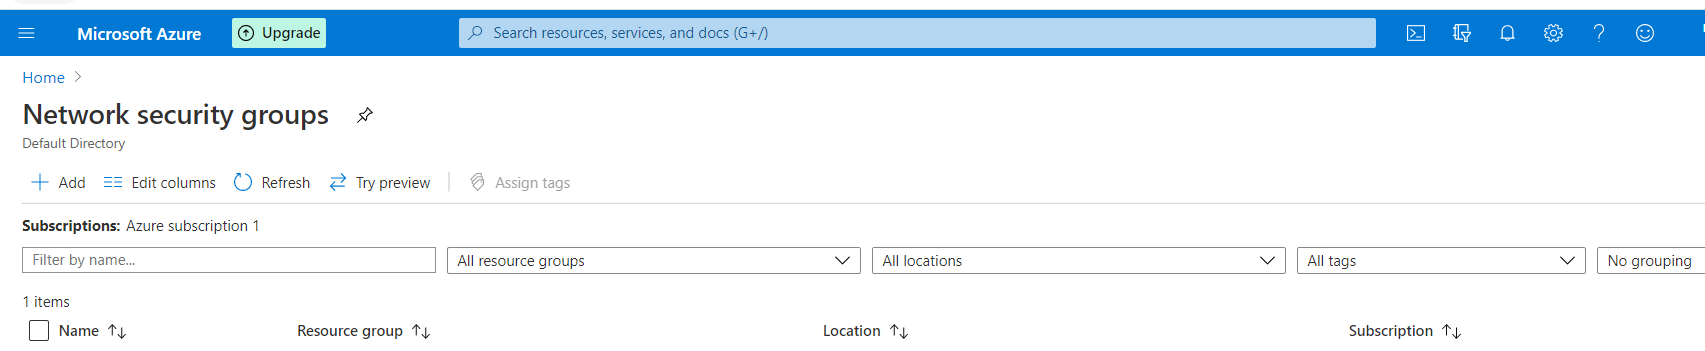 Microsoft Azure Upgrade Search resources, services, and docs (G+/)
Home
Network security groups
Default Directory
Add Edit columns Refresh Try preview Assign tags
Subscriptions: Azure subscription 1
Filter by name... All resource groups All locations All tags No grouping
1 items
Name Resource group Location Subscription